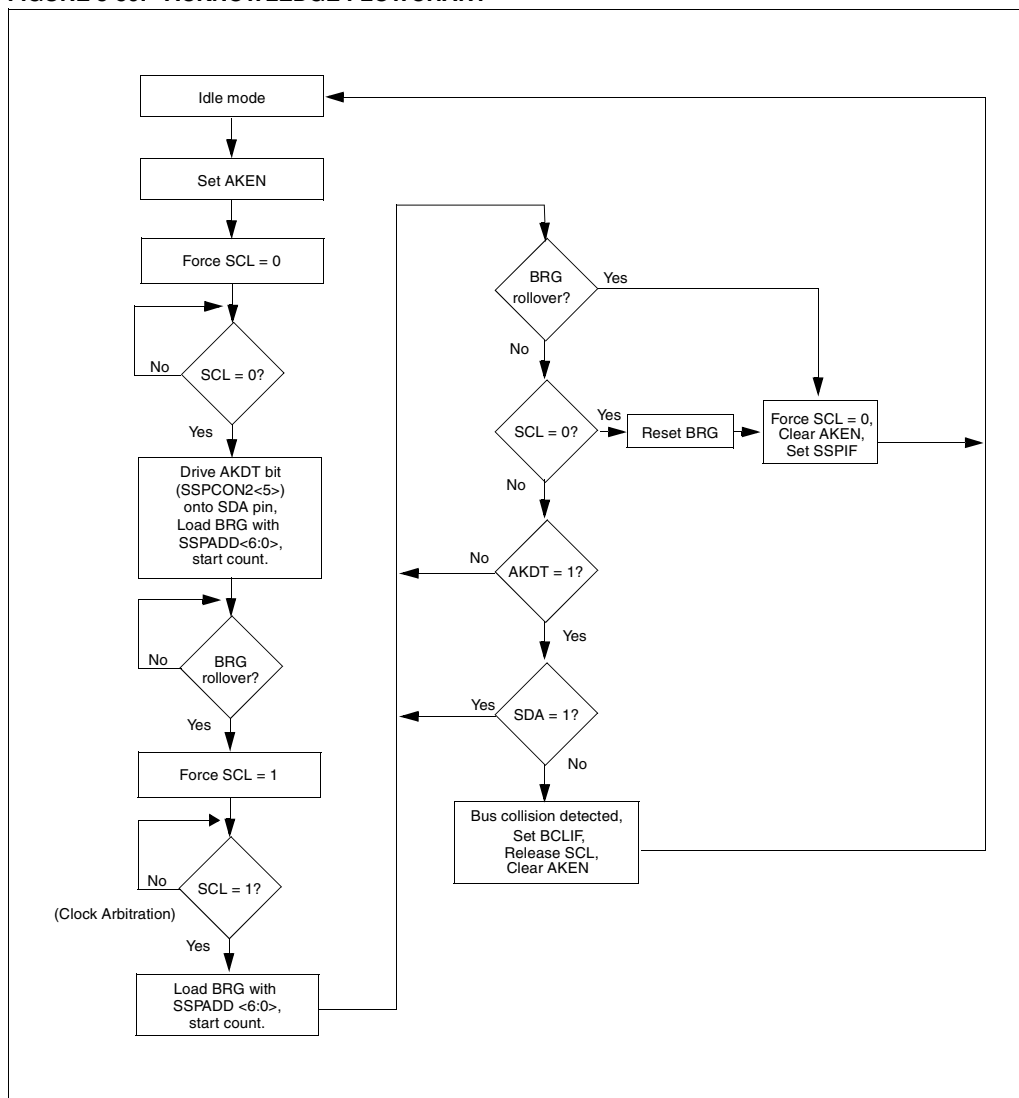 Idle mode
Set AKEN
Force SCL = 0
No
SCL = 0?
Yes
Drive AKDT bit
(SSPCON2<5>)
onto SDA pin,
Load BRG with
SSPADD<6:0>,
start count.
No
BRG
rollover?
Yes
Force SCL = 1
No
SCL = 1?
(Clock Arbitration)
Yes
Load BRG with
SSPADD <6:0>,
start count.
BRG
rollover?
Yes
No
SCL = 0?
Yes
Reset BRG
Force SCL = 0,
Clear AKEN,
Set SSPIF
No
AKDT = 1?
No
Yes
SDA = 1?
Yes
No
Bus collision detected,
Set BCLIF,
Release SCL,
Clear AKEN